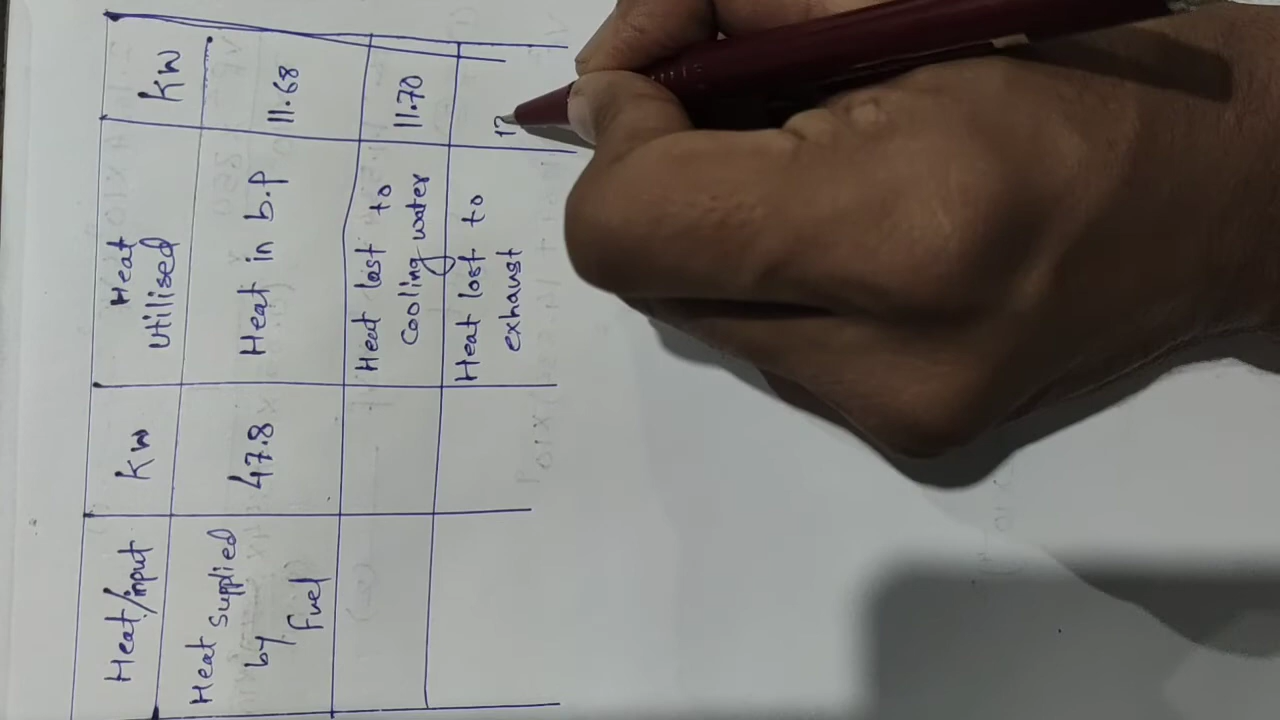 Heat/input
kW
Heat
utilised
kW
Heat supplied
by
fuel
47.8
Heat in b.p
11.68
Heat lost to
cooling water
11.70
Heat lost to
exhaust